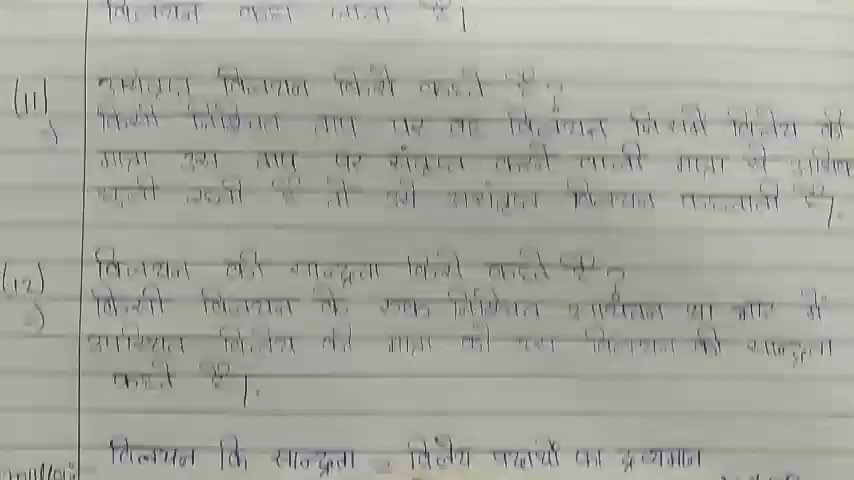 विलयन कहा जाता है।
(11) असंतृप्त विलयन किसे कहते हैं?
→ किसी निश्चित ताप पर वह विलयन जिसमें विलेय की
मात्रा उस ताप पर संतृप्त करने वाली मात्रा से
होती है तो उसे असंतृप्त विलयन कहलाती है।
(12) विलयन की सान्द्रता किसे कहते हैं?
→ किसी विलयन के एक निश्चित आयतन या भार में
उपस्थित विलेय की मात्रा को उस विलयन की सान्द्रता
कहते हैं।
विलयन कि सान्द्रता = विलेय पदार्थो का द्रव्यमान